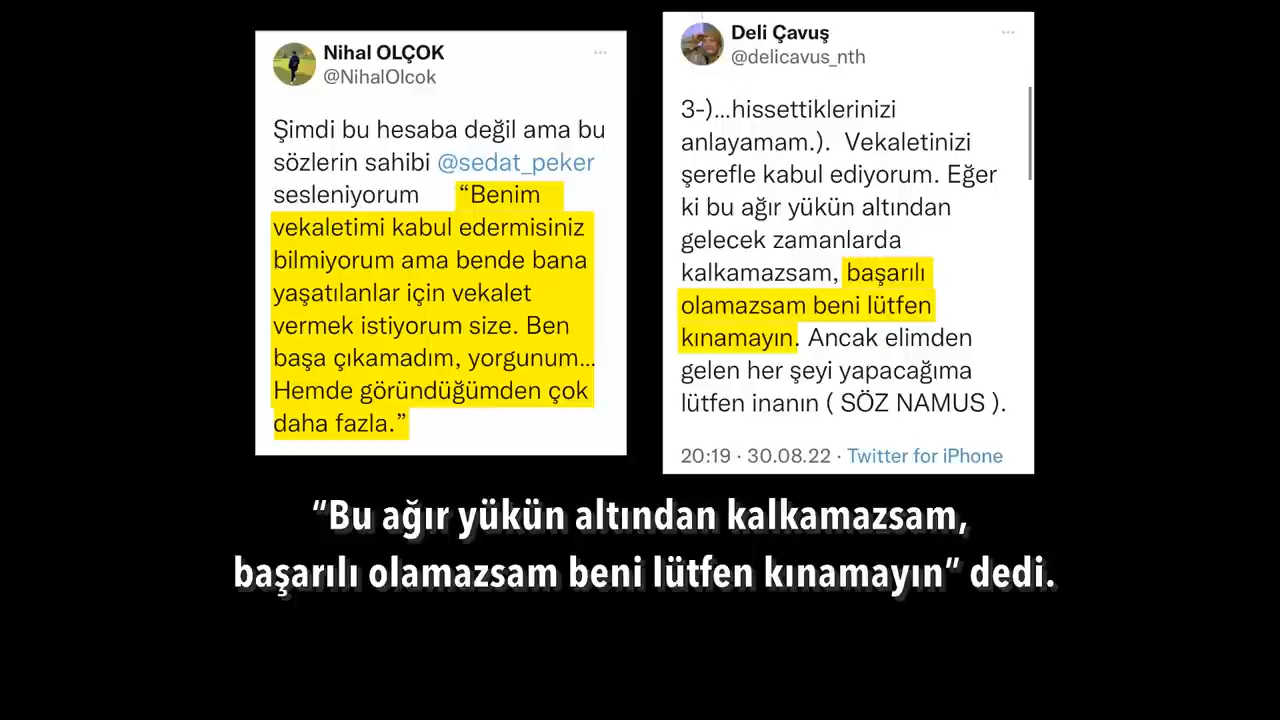 Nihal OLÇOK
@NihalOlcok
Şimdi bu hesaba değil ama bu
sözlerin sahibi @sedat_peker
sesleniyorum “Benim
vekaletimi kabul edermisiniz
bilmiyorum ama bende bana
yaşatılanlar için vekalet
vermek istiyorum size. Ben
başa çıkamadım, yorgunum...
Hemde göründüğümden çok
daha fazla.”
Deli Çavuş
@delicavus_nth
3-)...hissettiklerinizi
anlayamam.). Vekaletinizi
şerefle kabul ediyorum. Eğer
ki bu ağır yükün altından
gelecek zamanlarda
kalkamazsam, başarılı
olamazsam beni lütfen
kınamayın. Ancak elimden
gelen her şeyi yapacağıma
lütfen inanın ( SÖZ NAMUS ).
20:19 · 30.08.22 · Twitter for iPhone
“Bu ağır yükün altından kalkamazsam,
başarılı olamazsam beni lütfen kınamayın” dedi.